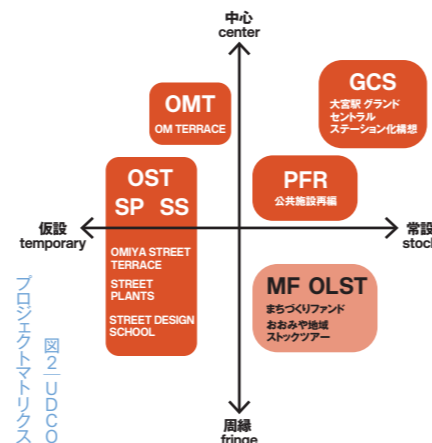 中心
center
GCS
大宮駅 グランド
セントラル
ステーション化構想
OMT
OM TERRACE
OST
SP SS
PFR
公共施設再編
仮設
temporary
常設
stock
OMIYA STREET
TERRACE
STREET
PLANTS
STREET DESIGN
SCHOOL
MF OLST
まちづくりファンド
おおみや地域
ストックツアー
周縁
fringe
図2|UDCO
プロジェクトマトリクス